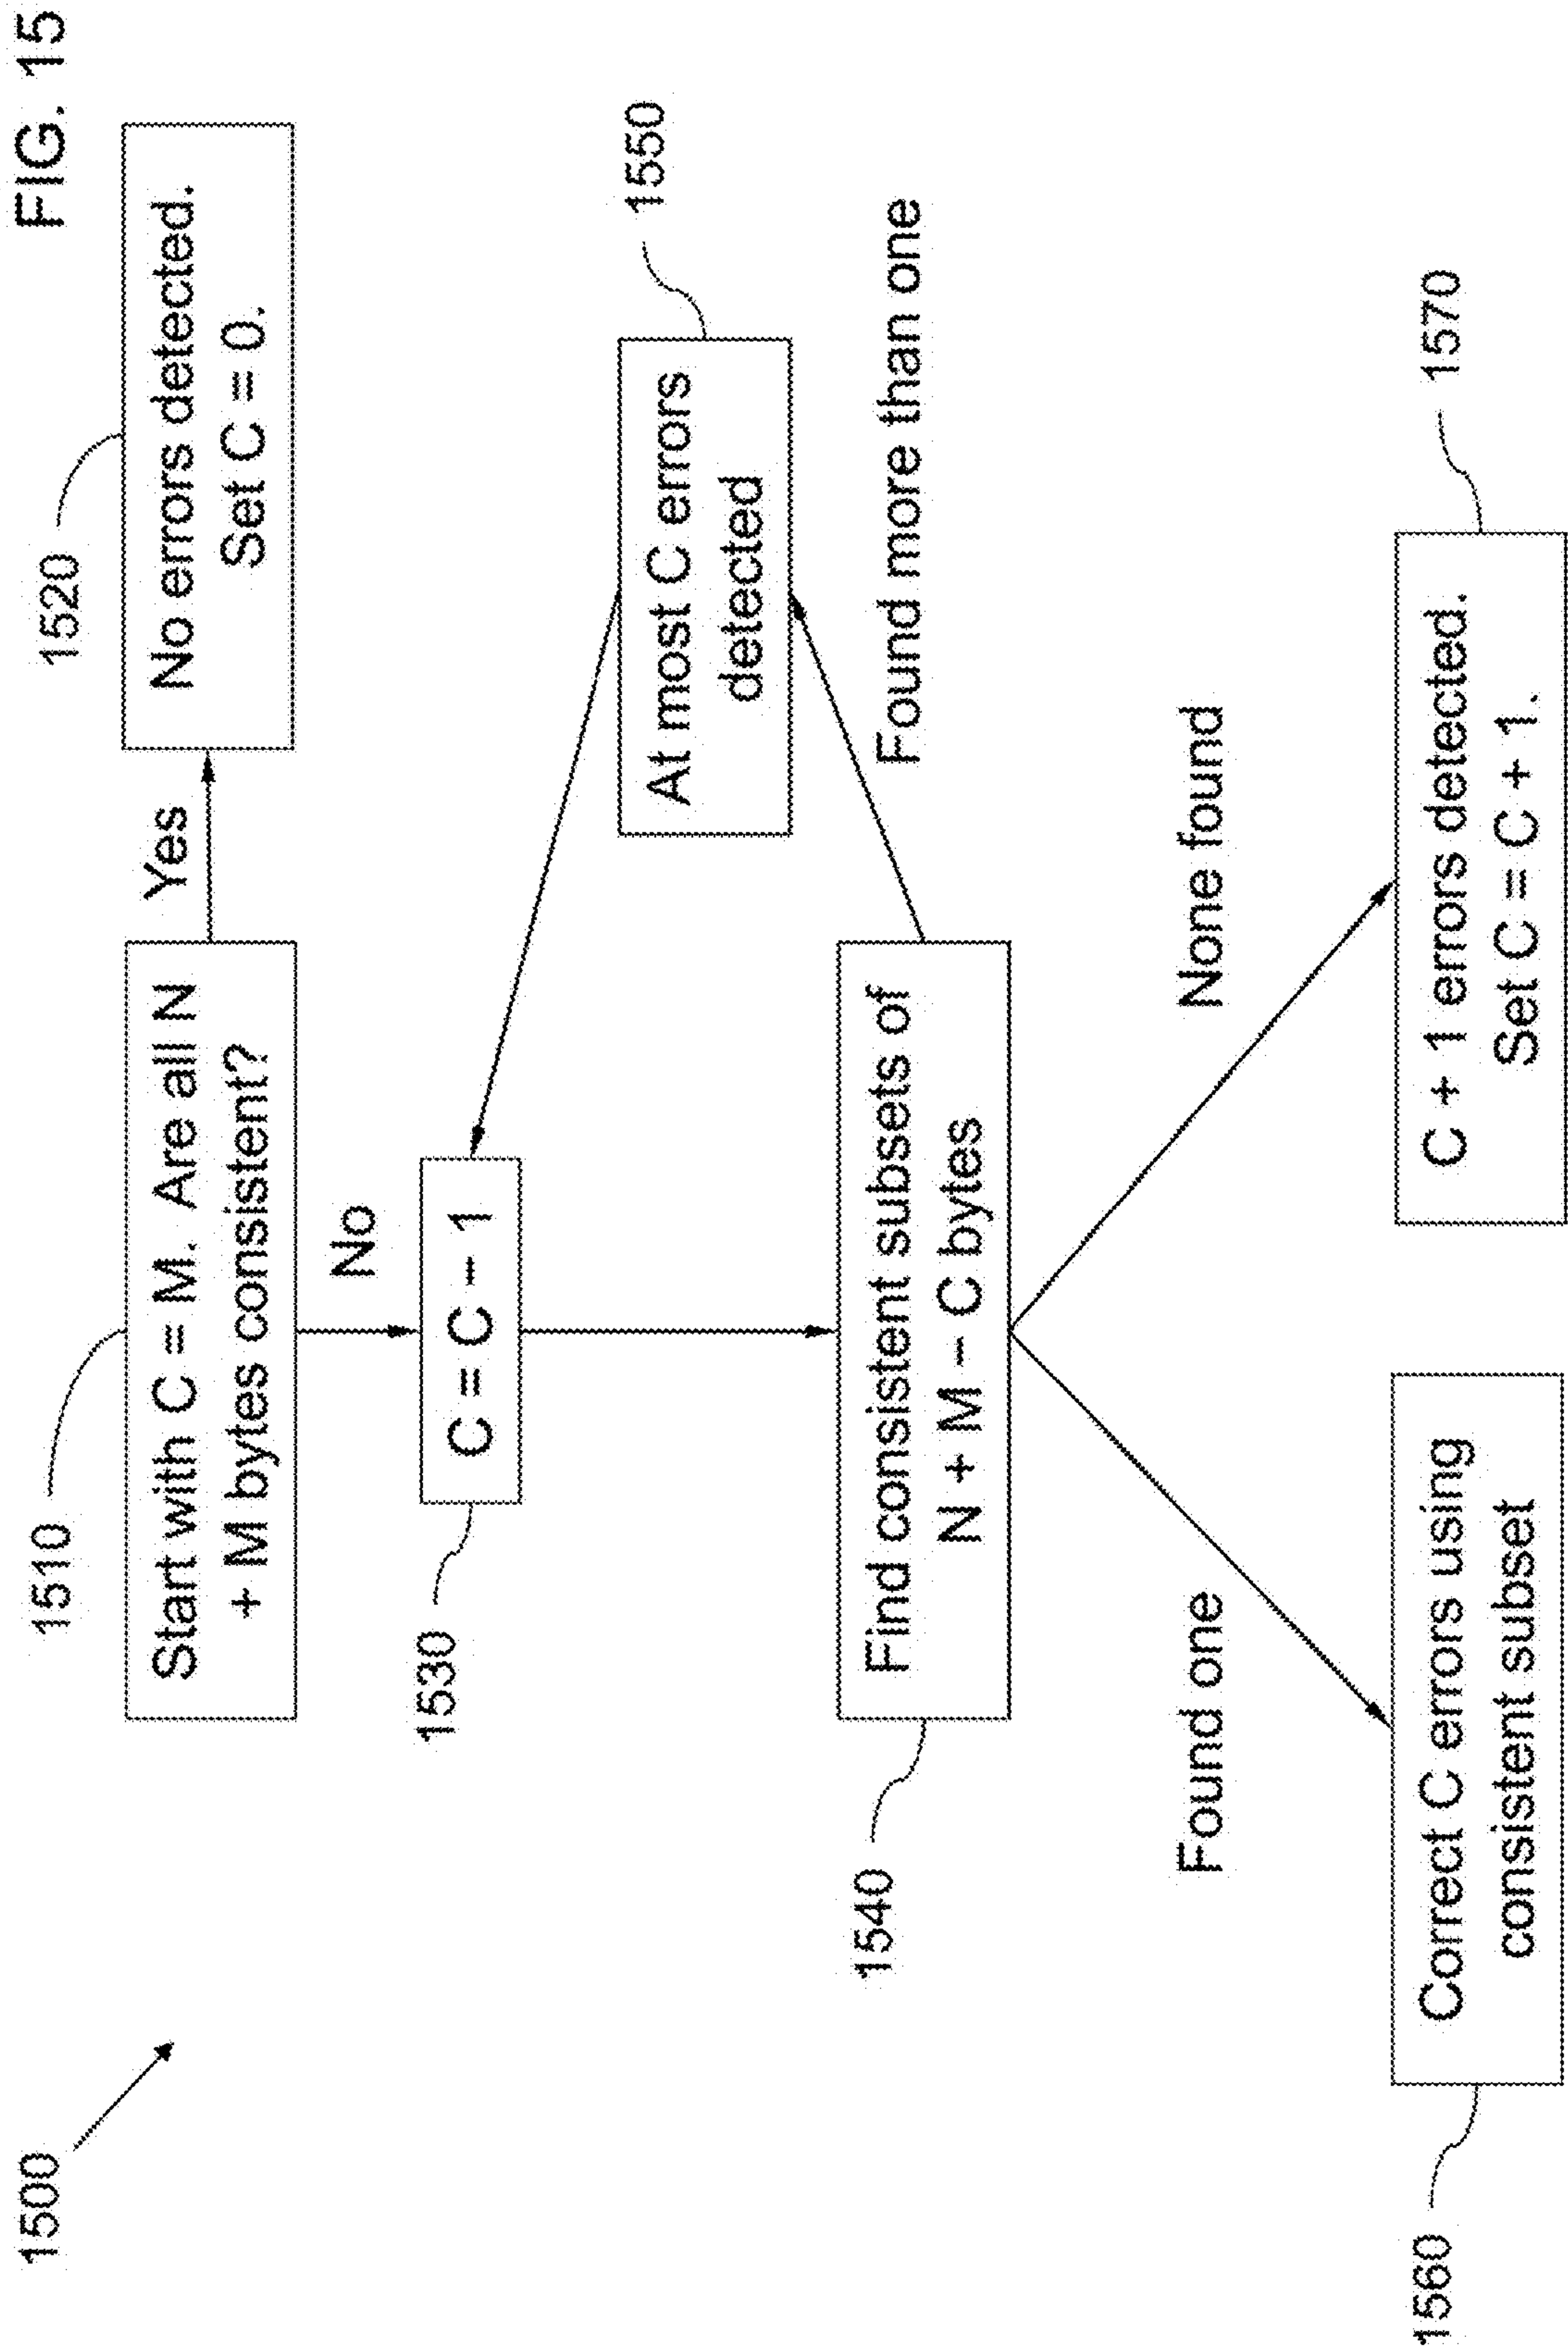 FIG. 15
1500
1510
Start with C = M. Are all N
+ M bytes consistent?
Yes
1520
No errors detected.
Set C = 0.
No
1530
C = C – 1
1550
At most C errors
detected
1540
Find consistent subsets of
N + M – C bytes
Found more than one
Found one
None found
1560
Correct C errors using
consistent subset
1570
C + 1 errors detected.
Set C = C + 1.